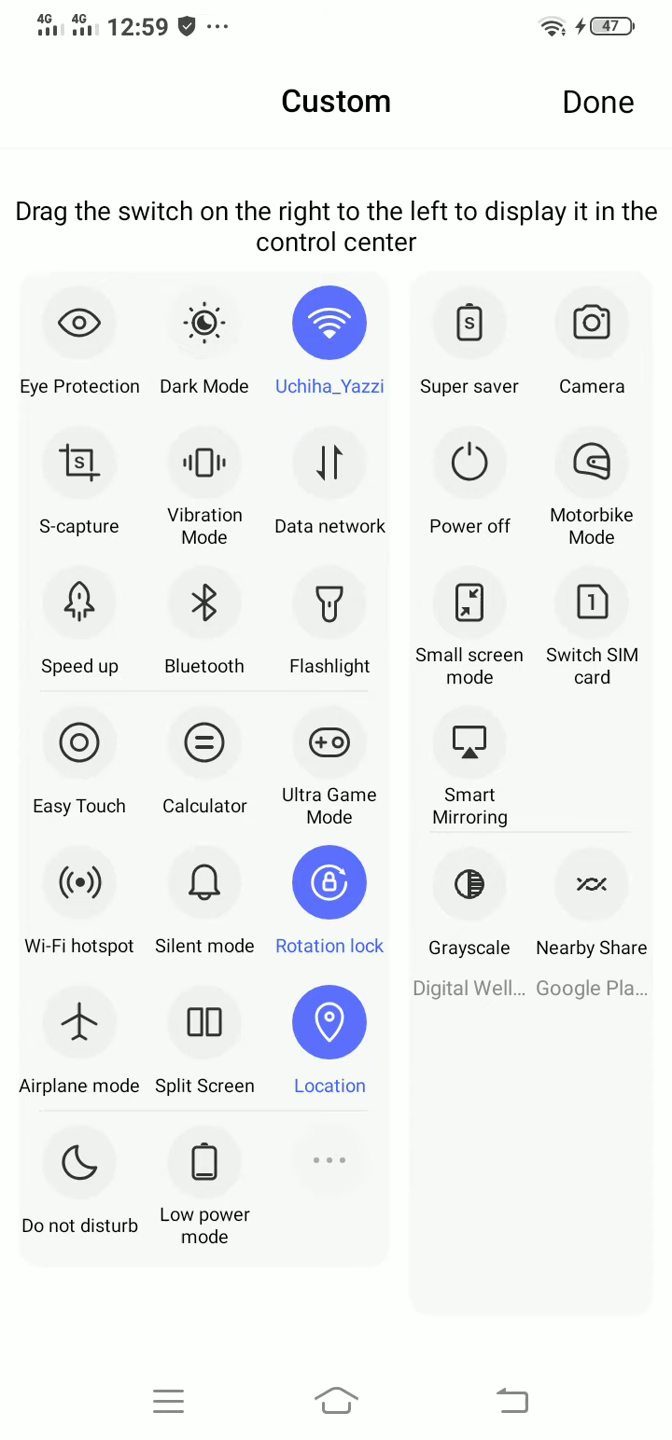 4G 4G 12:59 47
Custom Done
Drag the switch on the right to the left to display it in the
control center
Eye Protection Dark Mode Uchiha_Yazzi
S
S-capture Vibration
Mode Data network
Speed up Bluetooth Flashlight
Easy Touch Calculator Ultra Game
Mode
Wi-Fi hotspot Silent mode Rotation lock
Airplane mode Split Screen Location
Do not disturb Low power
mode
S
Super saver Camera
Power off Motorbike
Mode
1
Small screen
mode Switch SIM
card
Smart
Mirroring
Grayscale Nearby Share
Digital Well... Google Pla...